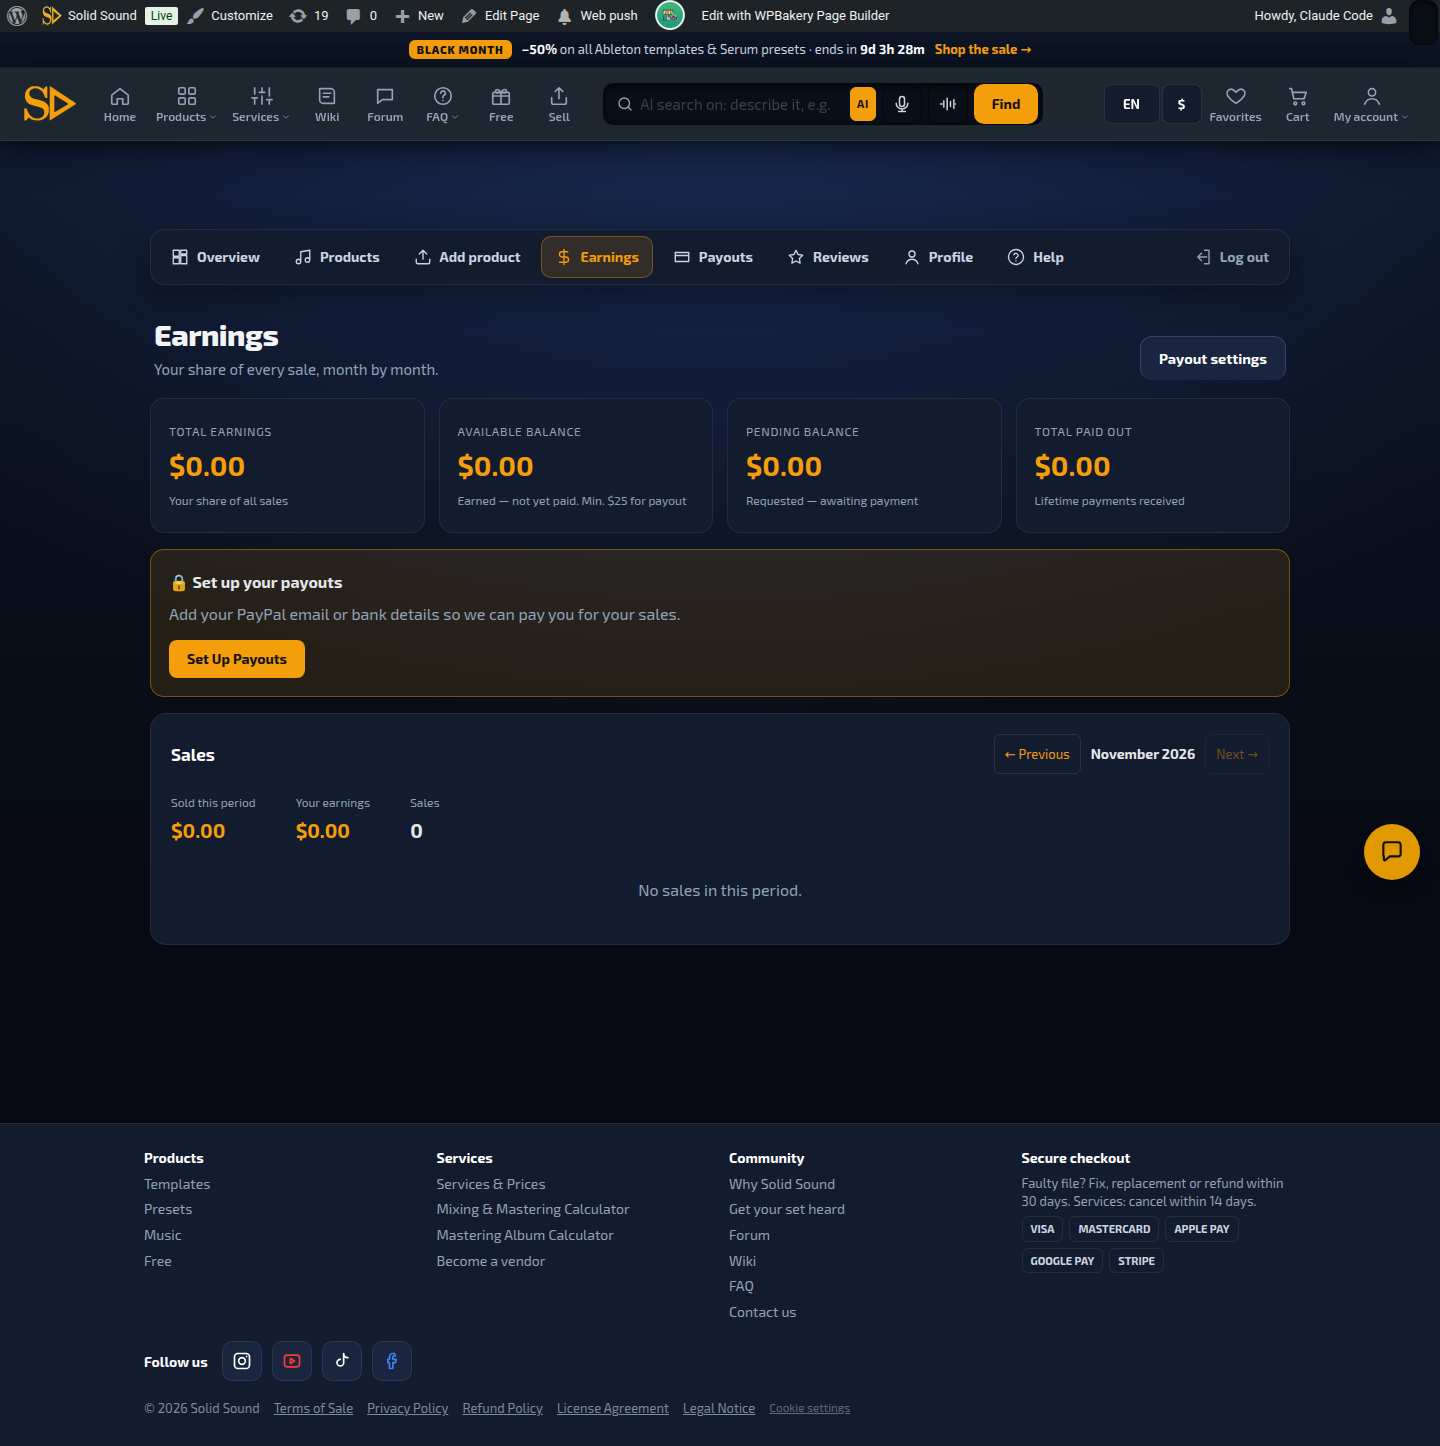 Solid Sound Live Customize 19 0 New Edit Page Web push Edit with WPBakery Page Builder Howdy, Claude Code
BLACK MONTH −50% on all Ableton templates & Serum presets · ends in 9d 3h 28m Shop the sale →
SD Home Products Services Wiki Forum FAQ Free Sell AI search on: describe it, e.g. AI Find EN $ Favorites Cart My account
Overview Products Add product Earnings Payouts Reviews Profile Help Log out
Earnings
Your share of every sale, month by month.
Payout settings
TOTAL EARNINGS AVAILABLE BALANCE PENDING BALANCE TOTAL PAID OUT
$0.00 $0.00 $0.00 $0.00
Your share of all sales Earned — not yet paid. Min. $25 for payout Requested — awaiting payment Lifetime payments received
🔒 Set up your payouts
Add your PayPal email or bank details so we can pay you for your sales.
Set Up Payouts
Sales ← Previous November 2026 Next →
Sold this period Your earnings Sales
$0.00 $0.00 0
No sales in this period.
Products Services Community Secure checkout
Templates Services & Prices Why Solid Sound Faulty file? Fix, replacement or refund within
Presets Mixing & Mastering Calculator Get your set heard 30 days. Services: cancel within 14 days.
Music Mastering Album Calculator Forum VISA MASTERCARD APPLE PAY
Free Become a vendor Wiki GOOGLE PAY STRIPE
FAQ
Contact us
Follow us
© 2026 Solid Sound Terms of Sale Privacy Policy Refund Policy License Agreement Legal Notice Cookie settings